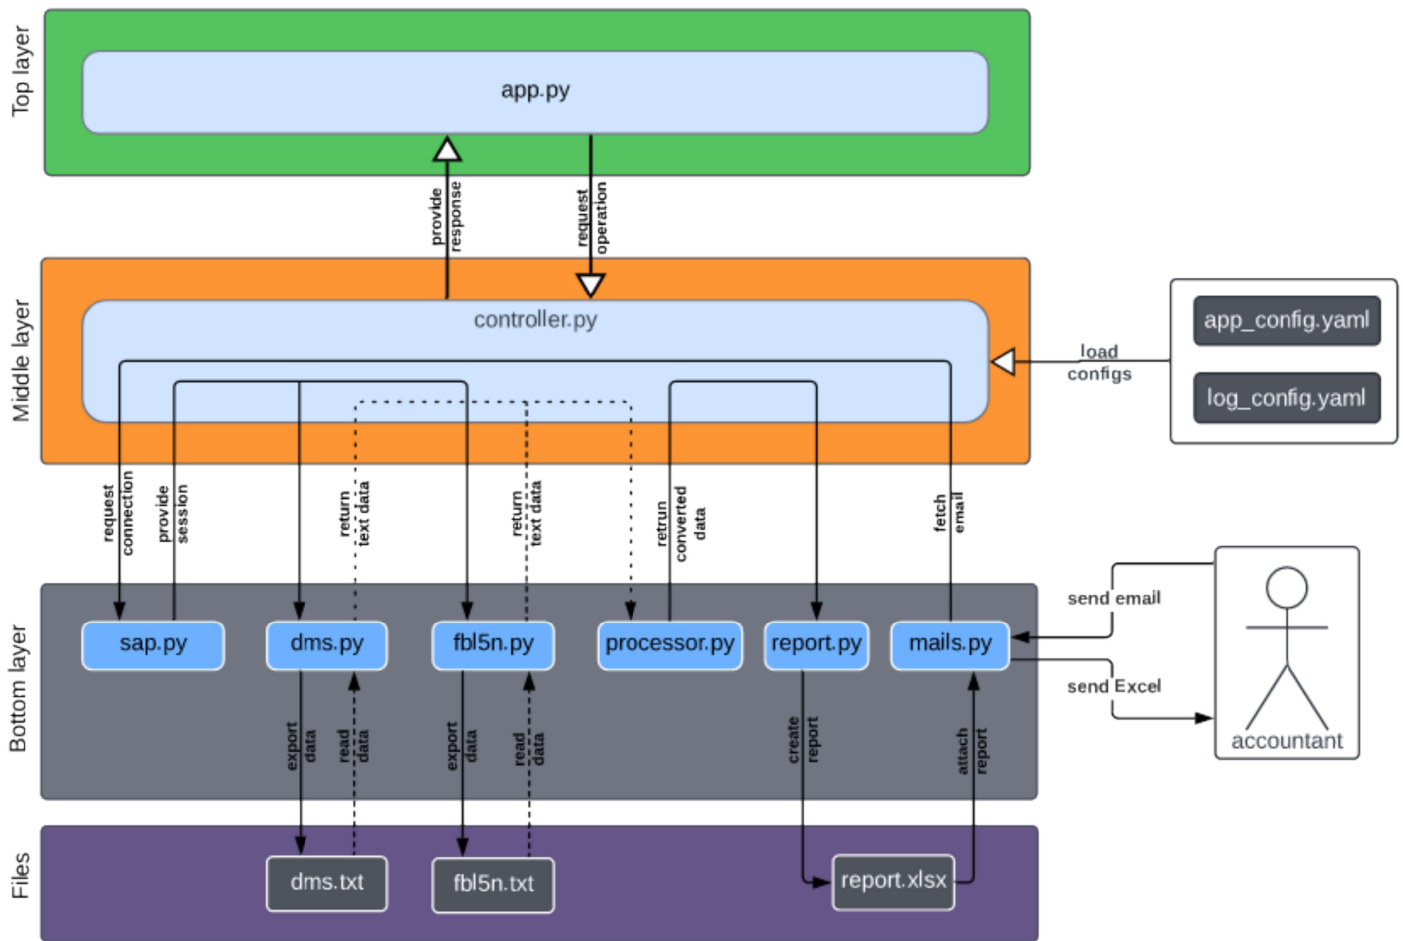 Top layer
app.py
provide
response
request
operation
Middle layer
controller.py
load
configs
app_config.yaml
log_config.yaml
request
connection
provide
session
return
text data
return
text data
retrun
converted
data
fetch
email
Bottom layer
sap.py
dms.py
fbl5n.py
processor.py
report.py
mails.py
send email
send Excel
accountant
export
data
read
data
export
data
read
data
create
report
attach
report
Files
dms.txt
fbl5n.txt
report.xlsx